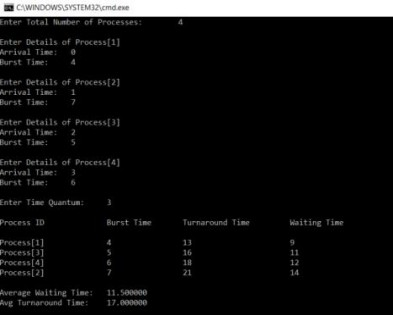 C:\WINDOWS\SYSTEM32\cmd.exe
Enter Total Number of Processes: 4
Enter Details of Process[1]
Arrival Time: 0
Burst Time: 4
Enter Details of Process[2]
Arrival Time: 1
Burst Time: 7
Enter Details of Process[3]
Arrival Time: 2
Burst Time: 5
Enter Details of Process[4]
Arrival Time: 3
Burst Time: 6
Enter Time Quantum: 3
Process ID Burst Time Turnaround Time Waiting Time
Process[1] 4 13 9
Process[3] 5 16 11
Process[4] 6 18 12
Process[2] 7 21 14
Average Waiting Time: 11.500000
Avg Turnaround Time: 17.000000